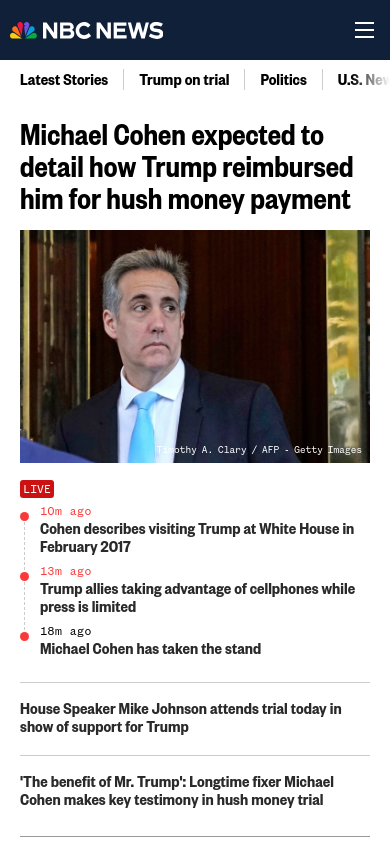 NBC NEWS
Latest Stories
Trump on trial
Politics
U.S. New
Michael Cohen expected to
detail how Trump reimbursed
him for hush money payment
Timothy A. Clary / AFP - Getty Images
LIVE
10m ago
Cohen describes visiting Trump at White House in
February 2017
13m ago
Trump allies taking advantage of cellphones while
press is limited
18m ago
Michael Cohen has taken the stand
House Speaker Mike Johnson attends trial today in
show of support for Trump
'The benefit of Mr. Trump': Longtime fixer Michael
Cohen makes key testimony in hush money trial